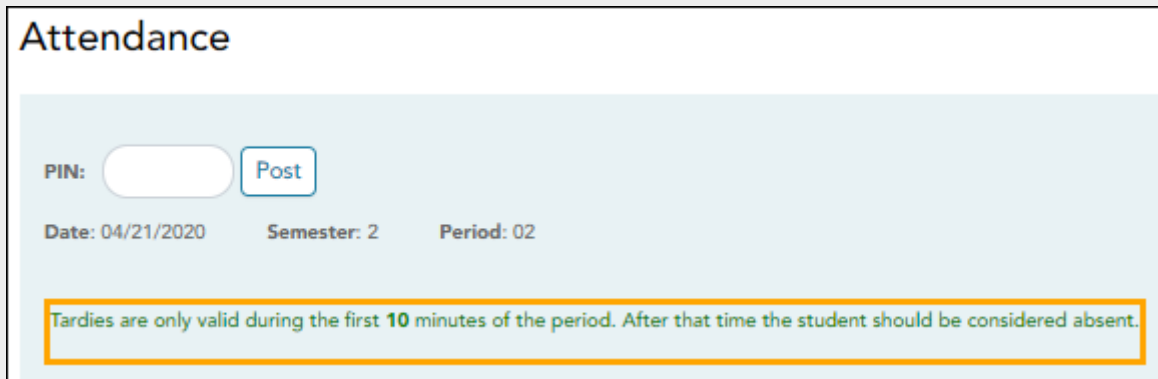 Attendance
PIN: Post
Date: 04/21/2020 Semester: 2 Period: 02
Tardies are only valid during the first 10 minutes of the period. After that time the student should be considered absent.